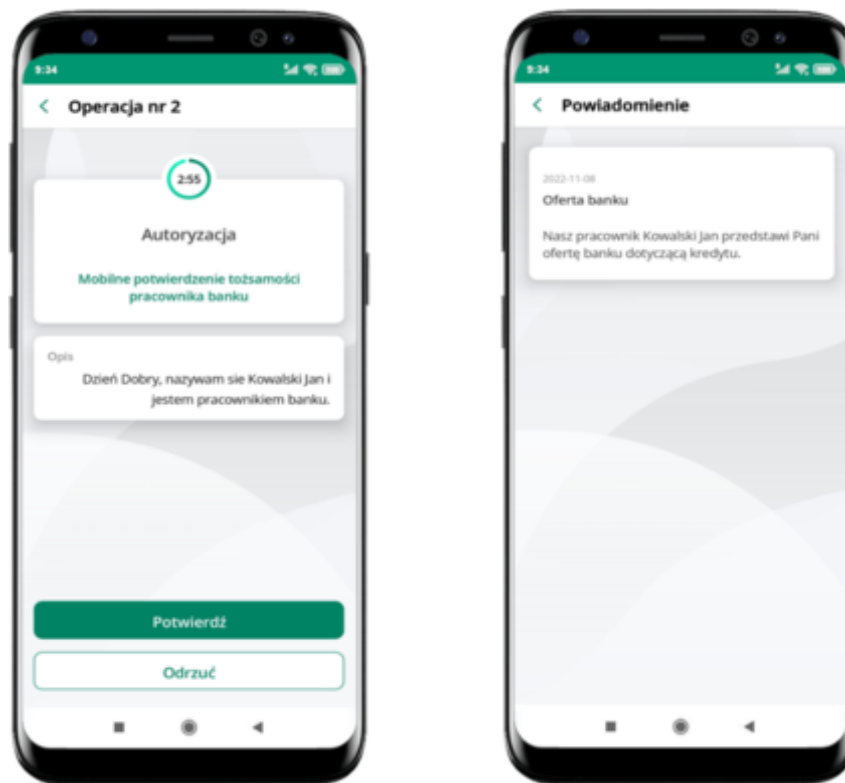 9:34
Operacja nr 2
2:55
Autoryzacja
Mobilne potwierdzenie tożsamości
pracownika banku
Opis
Dzień Dobry, nazywam sie Kowalski Jan i
jestem pracownikiem banku.
Potwierdź
Odrzuć
9:34
Powiadomienie
2022-11-08
Oferta banku
Nasz pracownik Kowalski Jan przedstawi Pani
ofertę banku dotyczącą kredytu.